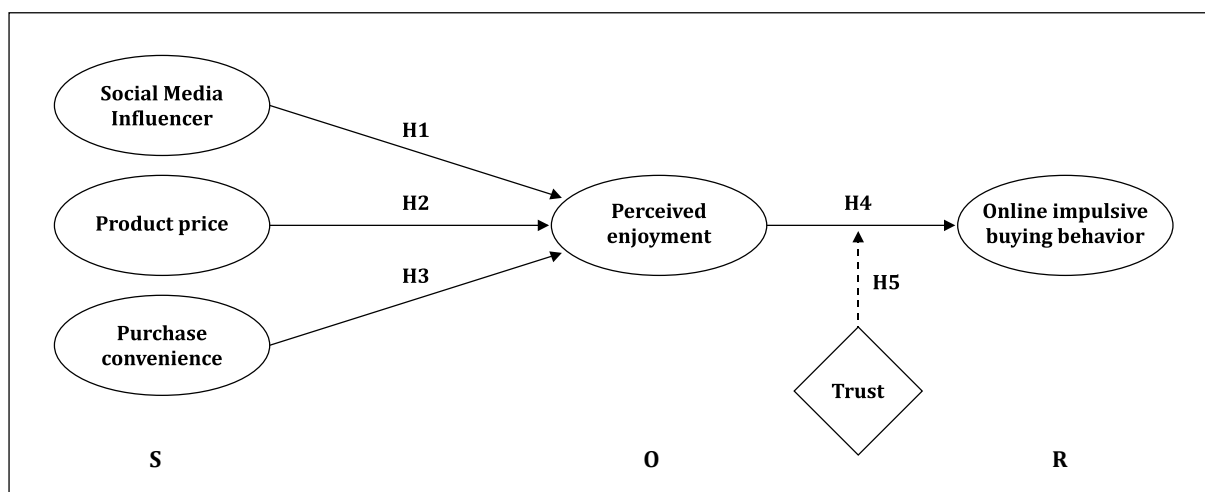 Social Media
Influencer
H1
Product price
H2
Perceived
enjoyment
H4
Online impulsive
buying behavior
H3
H5
Purchase
convenience
Trust
S
O
R